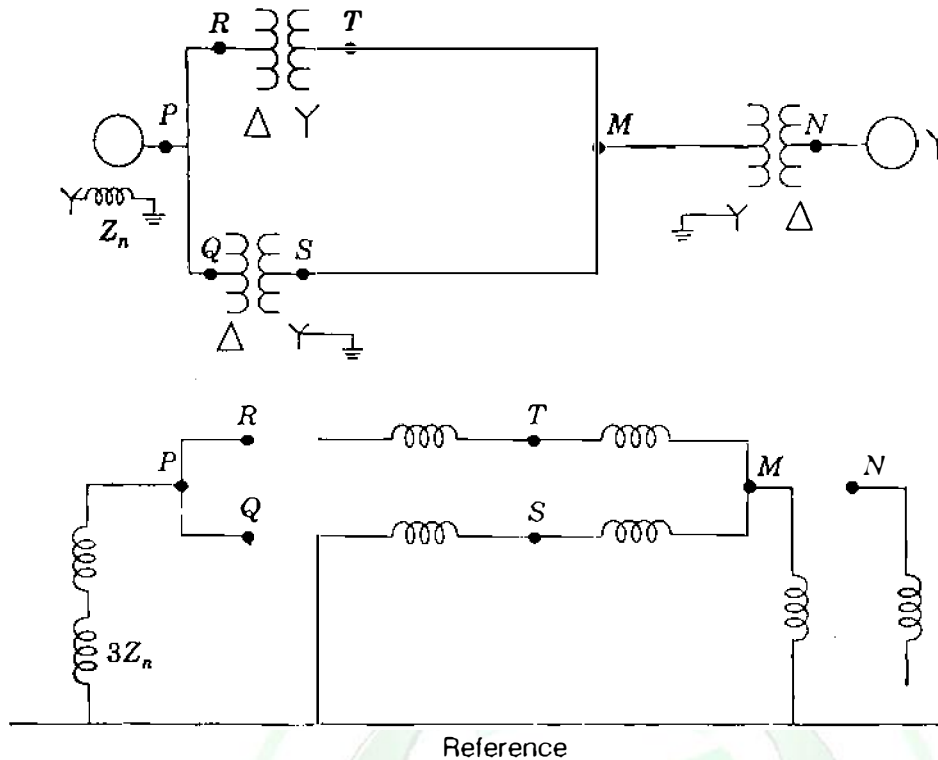 R T
P M N
Δ Y
Y Y
Z_n Y Δ
Q S
Δ Y
R T
P M N
Q S
3Z_n
Reference